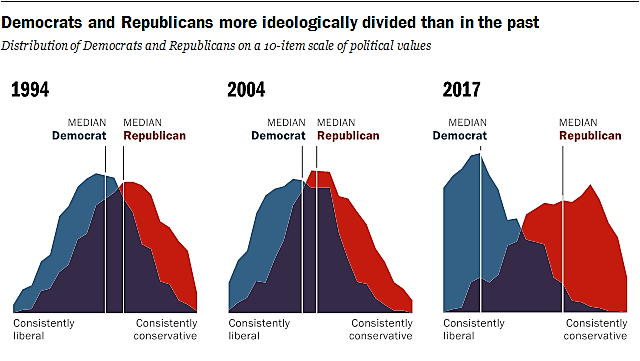 Democrats and Republicans more ideologically divided than in the past
Distribution of Democrats and Republicans on a 10-item scale of political values
1994
MEDIAN
Democrat
MEDIAN
Republican
Consistently
liberal
Consistently
conservative
2004
MEDIAN
Democrat
MEDIAN
Republican
Consistently
liberal
Consistently
conservative
2017
MEDIAN
Democrat
MEDIAN
Republican
Consistently
liberal
Consistently
conservative